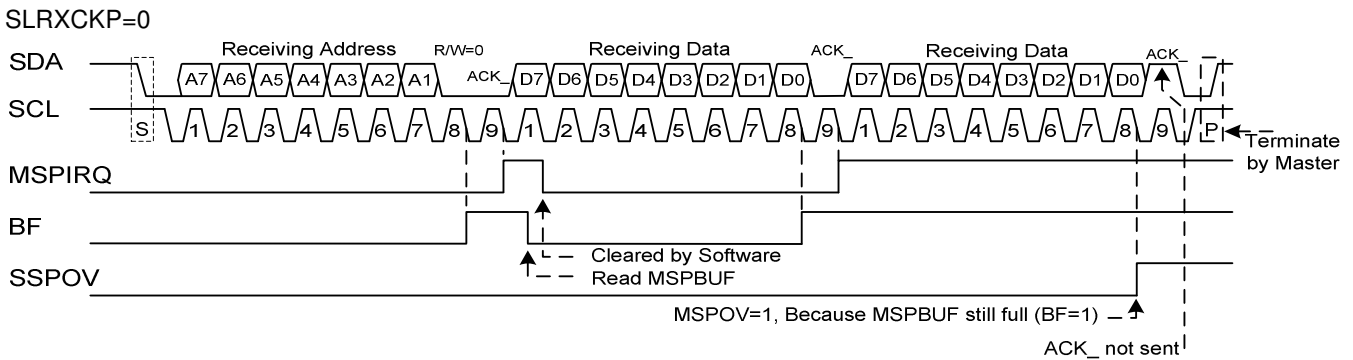 SLRXCKP=0
Receiving Address R/W=0 Receiving Data ACK_ Receiving Data ACK_
SDA A7 A6 A5 A4 A3 A2 A1 ACK_ D7 D6 D5 D4 D3 D2 D1 D0 D7 D6 D5 D4 D3 D2 D1 D0
SCL
S 1 2 3 4 5 6 7 8 9 1 2 3 4 5 6 7 8 9 1 2 3 4 5 6 7 8 9 P
Terminate
by Master
MSPIRQ
BF
Cleared by Software
Read MSPBUF
SSPOV
MSPOV=1, Because MSPBUF still full (BF=1)
ACK_ not sent